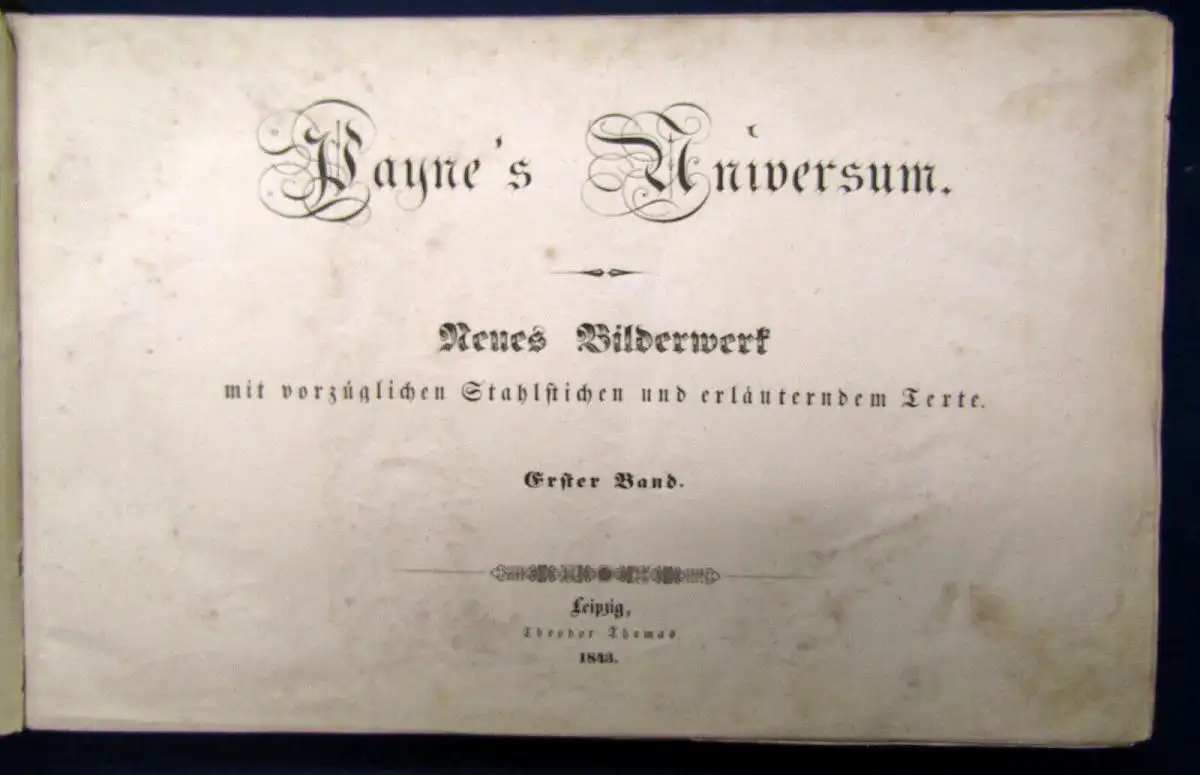 Payne's Universum.
Neues Bilderwerk
mit vorzüglichen Stahlstichen und erläuterndem Texte.
Erster Band.
Leipzig,
Theodor Thomas
1843.